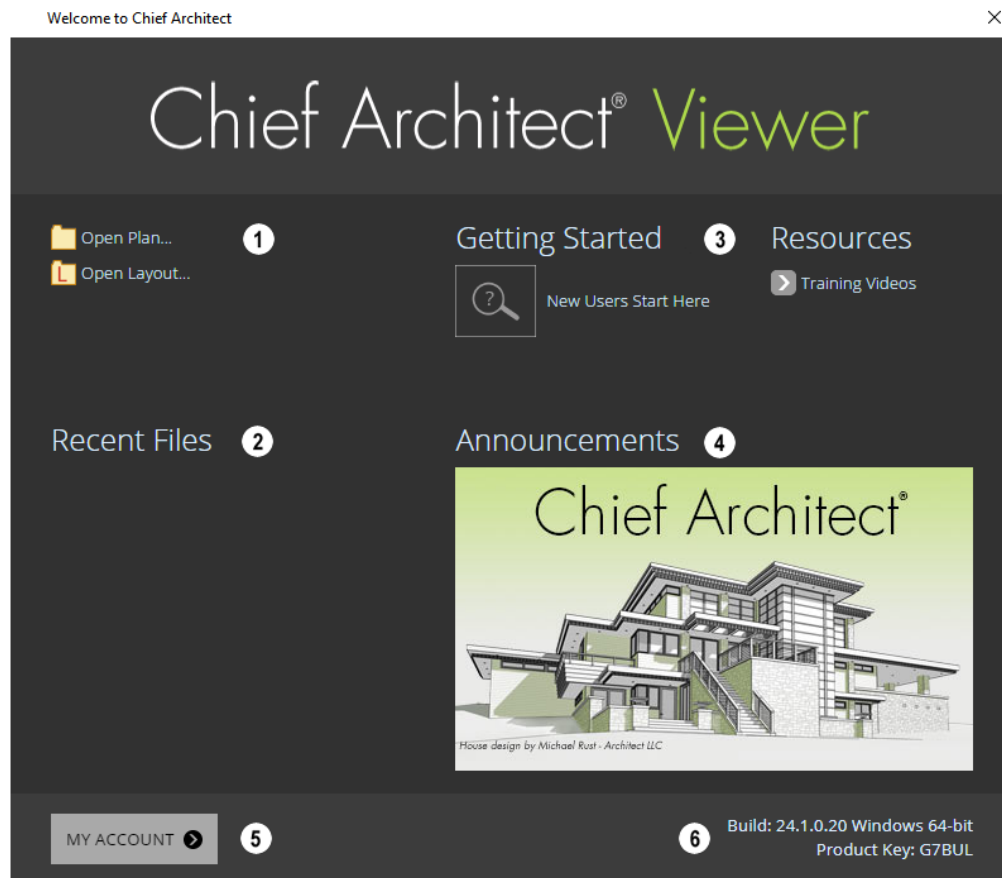 Welcome to Chief Architect
Chief Architect® Viewer
Open Plan...
1
L Open Layout...
Getting Started
3
Resources
? New Users Start Here
Training Videos
Recent Files
2
Announcements
4
Chief Architect®
House design by Michael Rust - Architect LLC
MY ACCOUNT
5
6
Build: 24.1.0.20 Windows 64-bit
Product Key: G7BUL